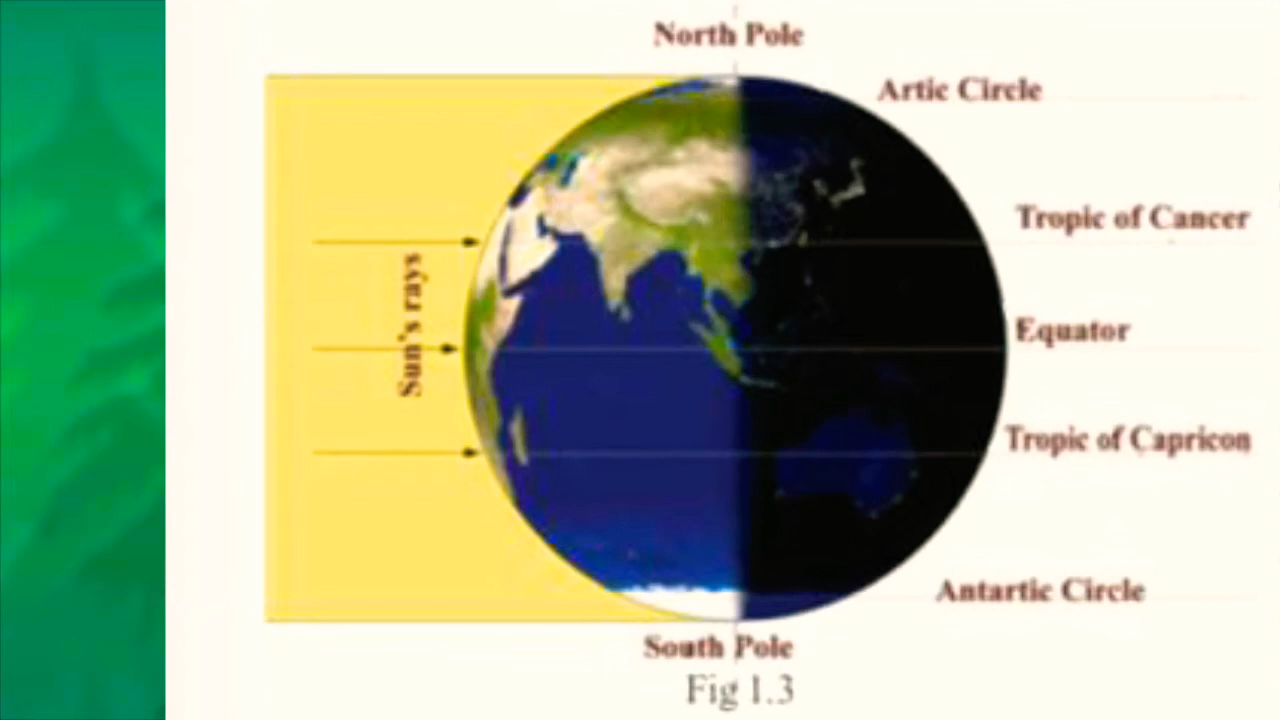 North Pole
Artic Circle
Tropic of Cancer
Sun's rays
Equator
Tropic of Capricon
Antartic Circle
South Pole
Fig 1.3